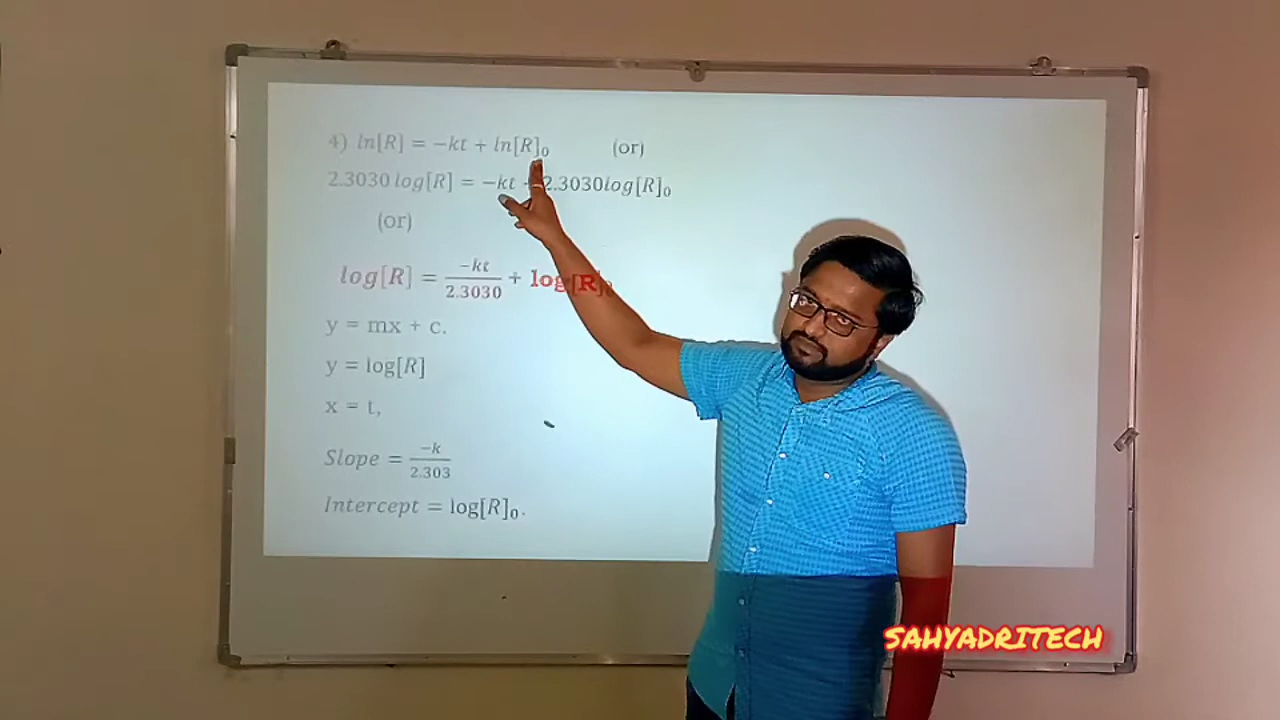 4) ln[R] = −kt + ln[R]₀ (or)
2.3030 log[R] = −kt 2.3030log[R]₀
(or)
log[R] = −kt/2.3030 + log[R]₀
y = mx + c.
y = log[R]
x = t,
Slope = −k/2.303
Intercept = log[R]₀.
SAHYADRITECH